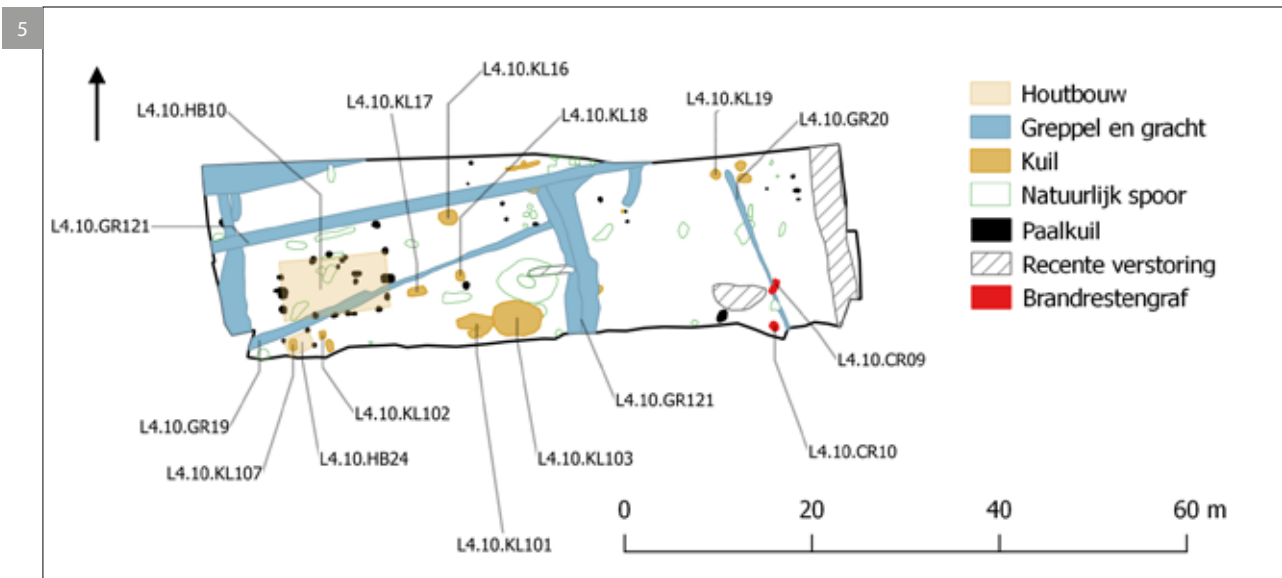 5
L4.10.KL16
L4.10.KL17
L4.10.HB10
L4.10.KL18
L4.10.KL19
L4.10.GR20
L4.10.GR121
L4.10.CR09
L4.10.GR121
L4.10.KL102
L4.10.GR19
L4.10.CR10
L4.10.HB24
L4.10.KL103
L4.10.KL107
L4.10.KL101
Houtbouw
Greppel en gracht
Kuil
Natuurlijk spoor
Paalkuil
Recente verstoring
Brandrestengraf
0 20 40 60 m